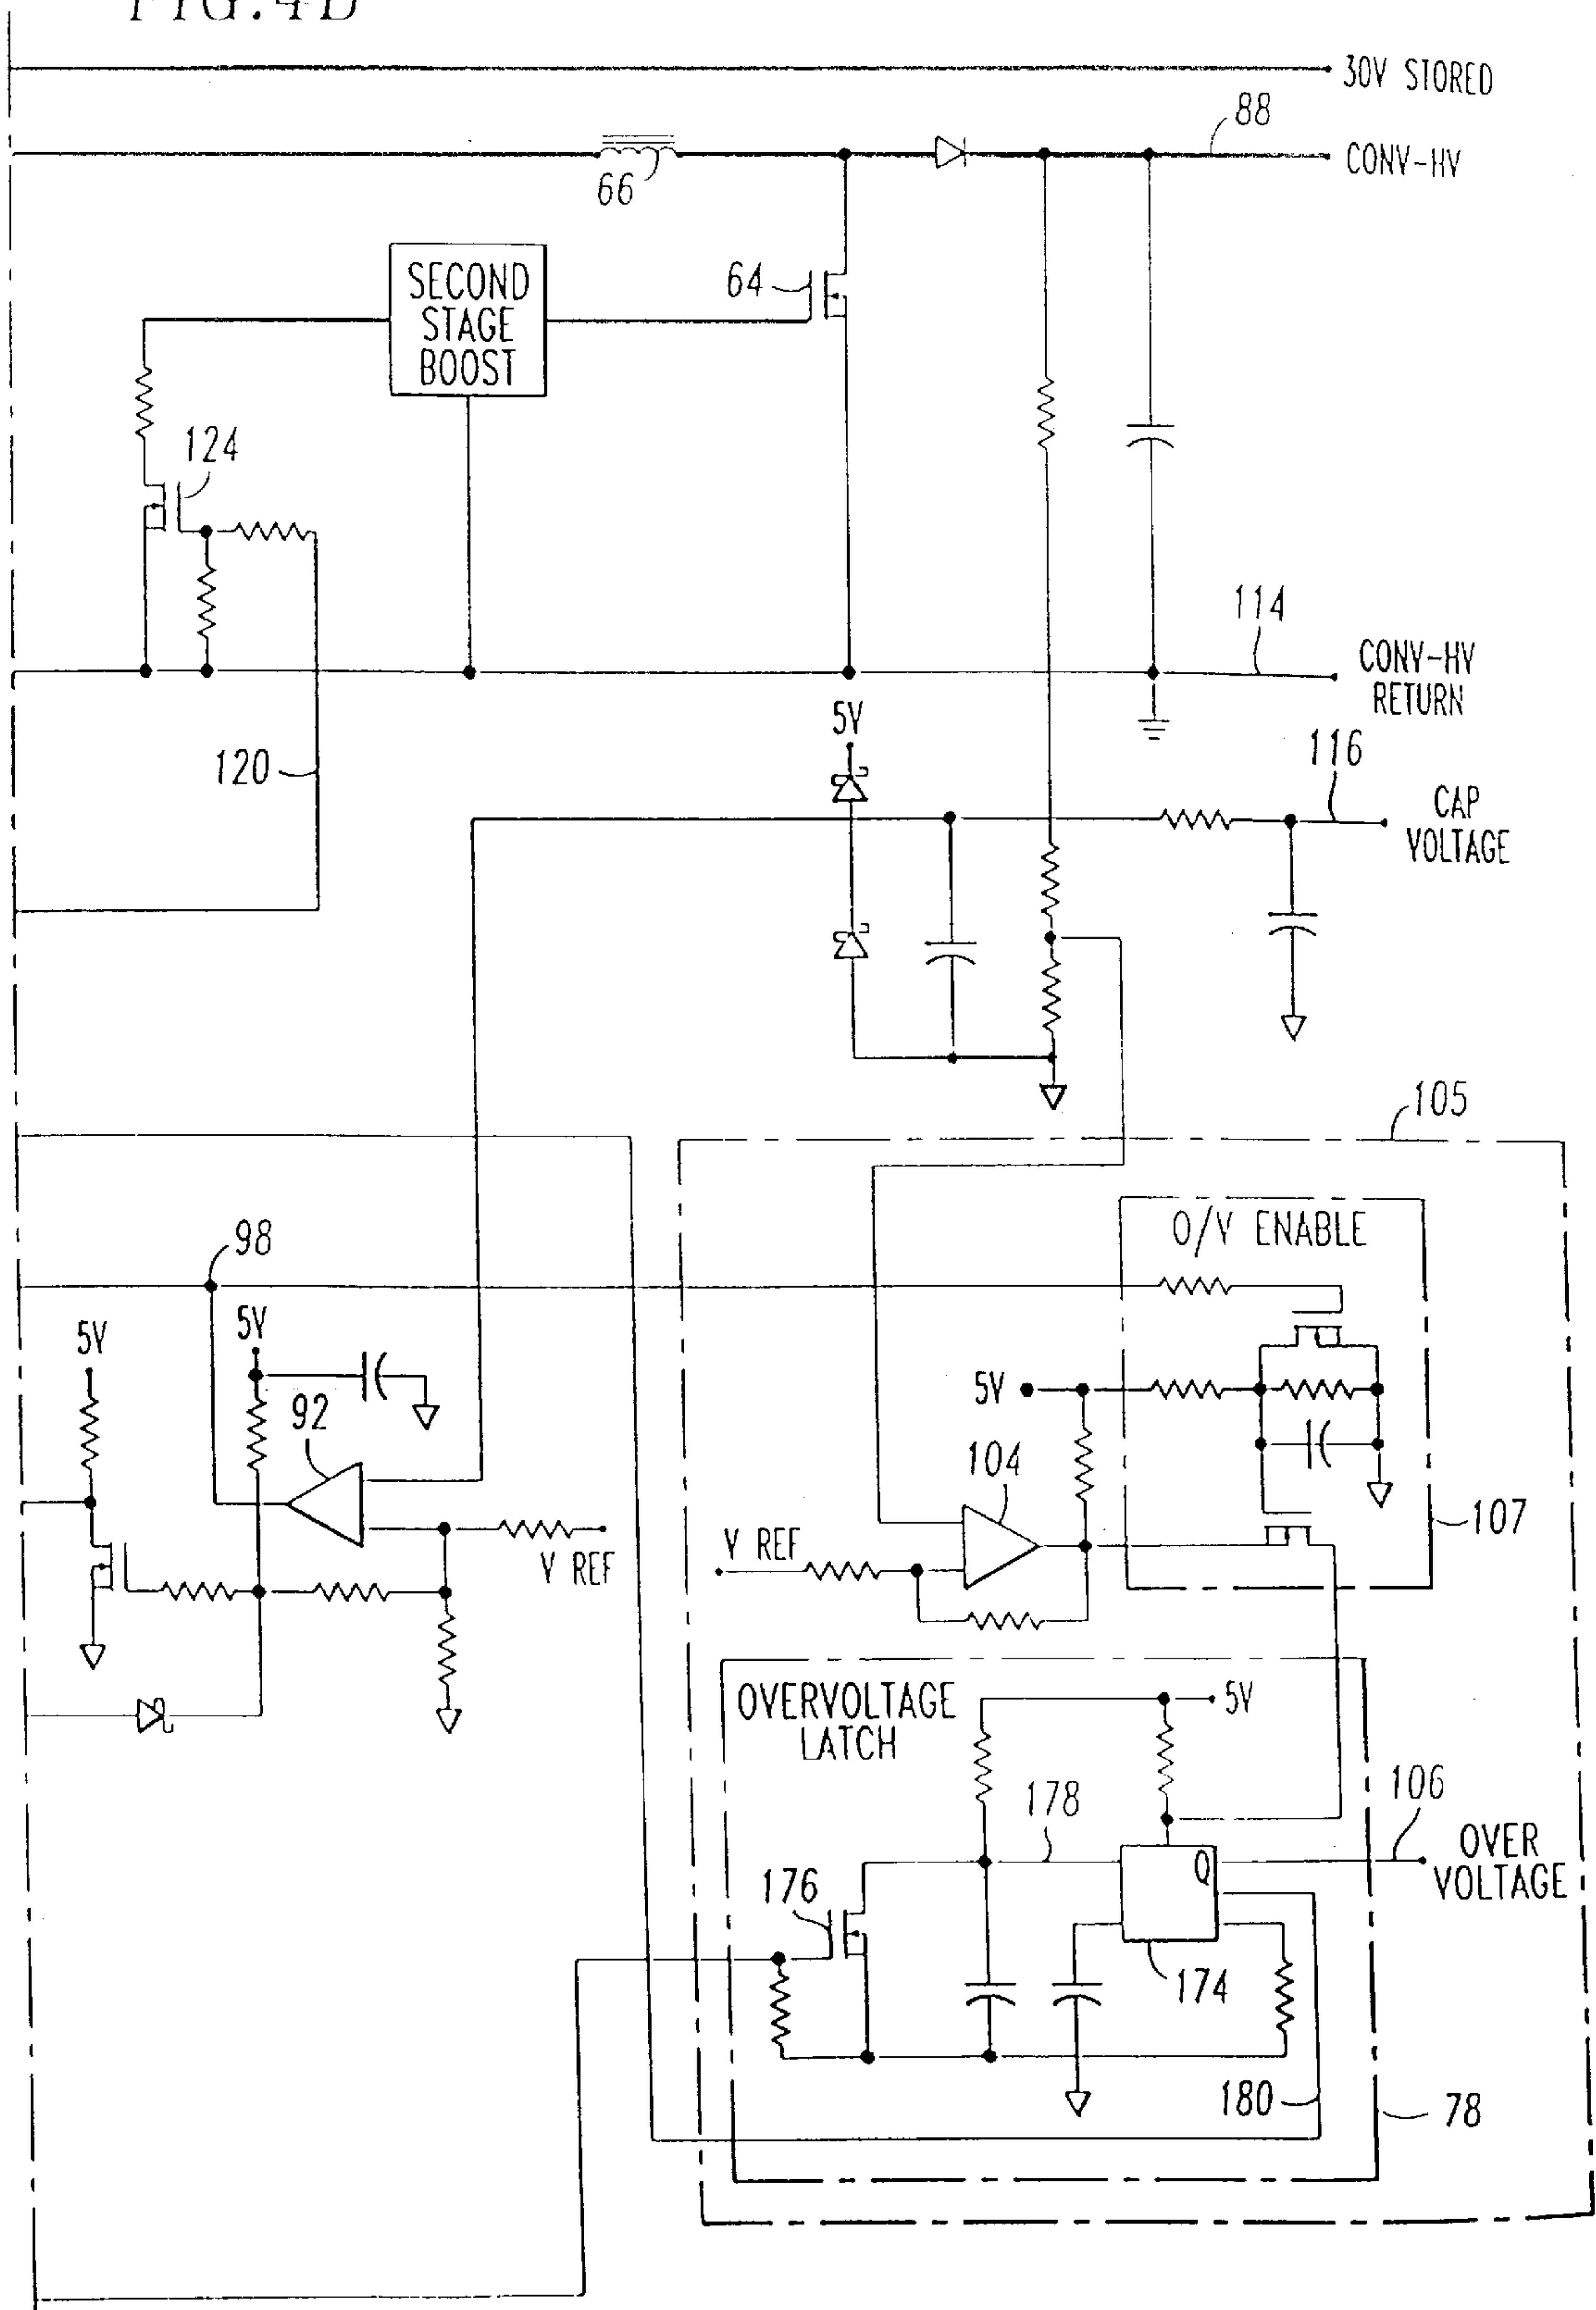 FIG. 4B
30V STORED
88
CONV-HV
66
SECOND
STAGE
BOOST
64
124
114
CONV-HV
RETURN
5V
120
116
CAP
VOLTAGE
105
O/V ENABLE
98
5V
5V
92
5V
104
107
V REF
V REF
OVERVOLTAGE
LATCH
5V
178
106
OVER
VOLTAGE
Q
176
174
180
78